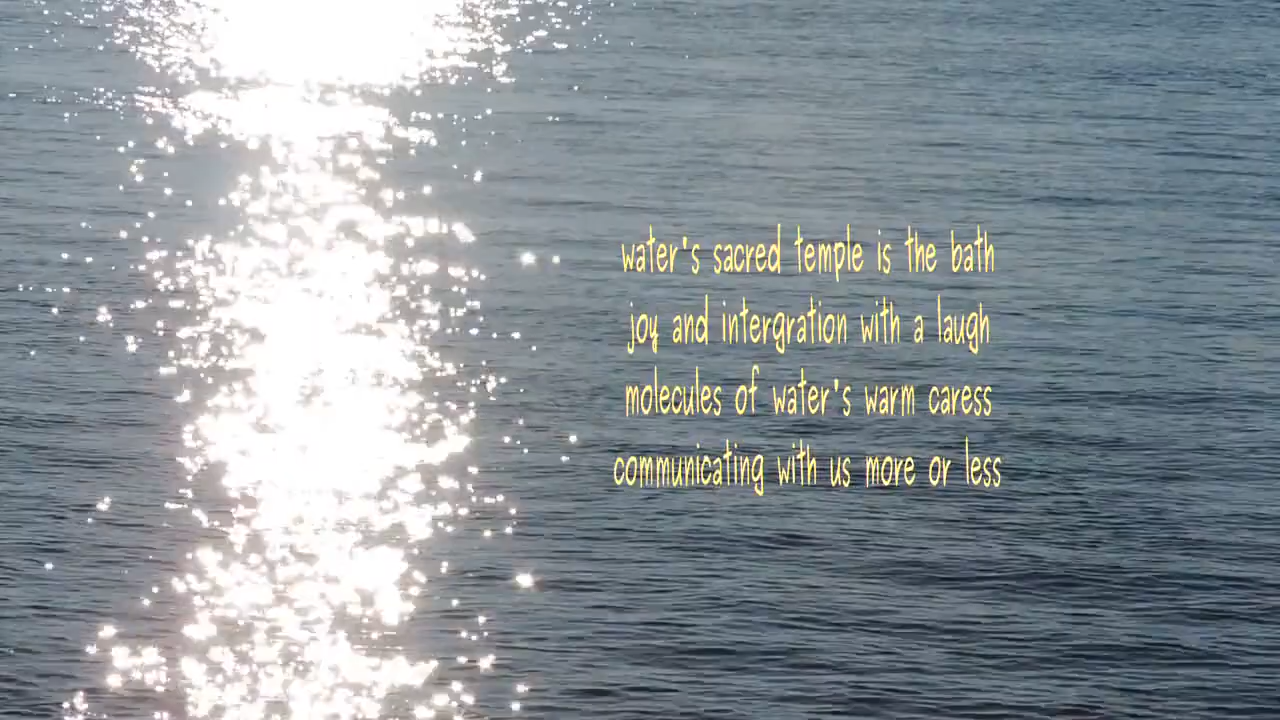 water's sacred temple is the bath
joy and intergration with a laugh
molecules of water's warm caress
communicating with us more or less